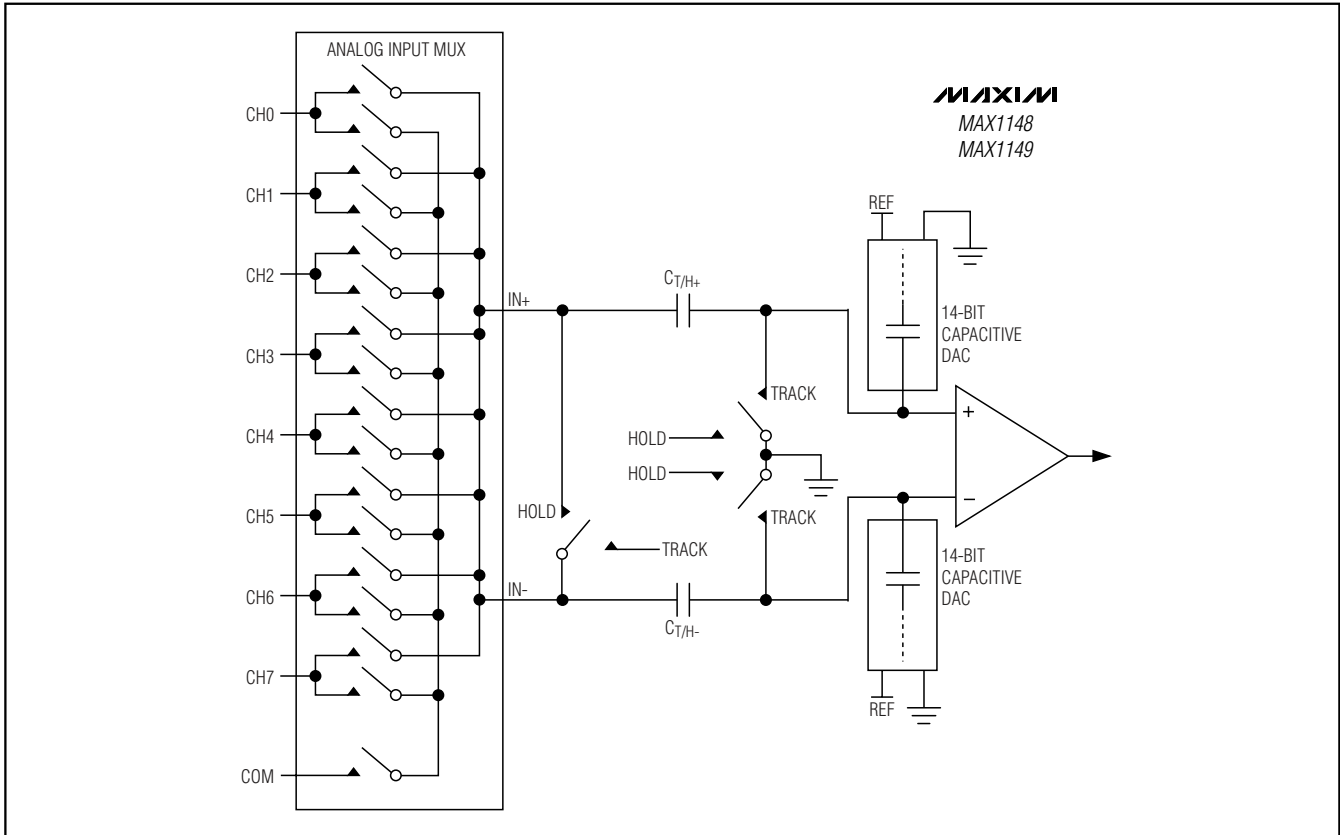 ANALOG INPUT MUX
MAXIM
MAX1148
MAX1149
CH0
CH1
CH2
CH3
CH4
CH5
CH6
CH7
COM
IN+
IN-
CT/H+
CT/H-
HOLD
TRACK
TRACK
HOLD
HOLD
TRACK
REF
14-BIT
CAPACITIVE
DAC
+
−
14-BIT
CAPACITIVE
DAC
REF